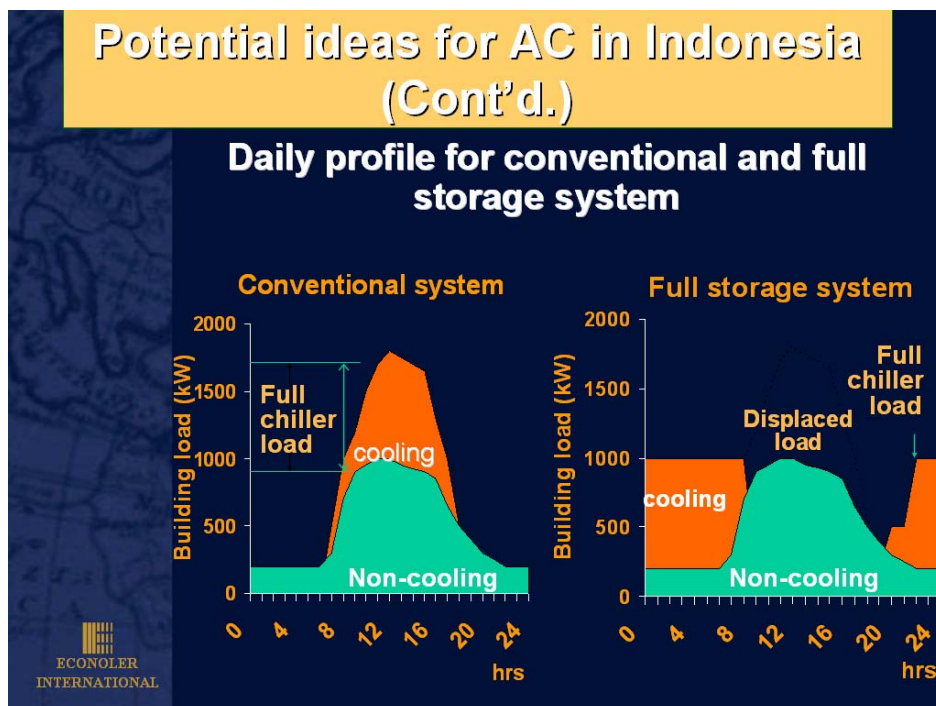 Potential ideas for AC in Indonesia
(Cont'd.)
Daily profile for conventional and full
storage system
Conventional system
Building load (kW)
2000
1500
1000
500
0
Full
chiller
load
cooling
Non-cooling
0
4
8
12
16
20
24
hrs
Full storage system
Building load (kW)
2000
1500
1000
500
0
Full
chiller
load
Displaced
load
cooling
Non-cooling
0
4
8
12
16
20
24
hrs
ECONOLER
INTERNATIONAL